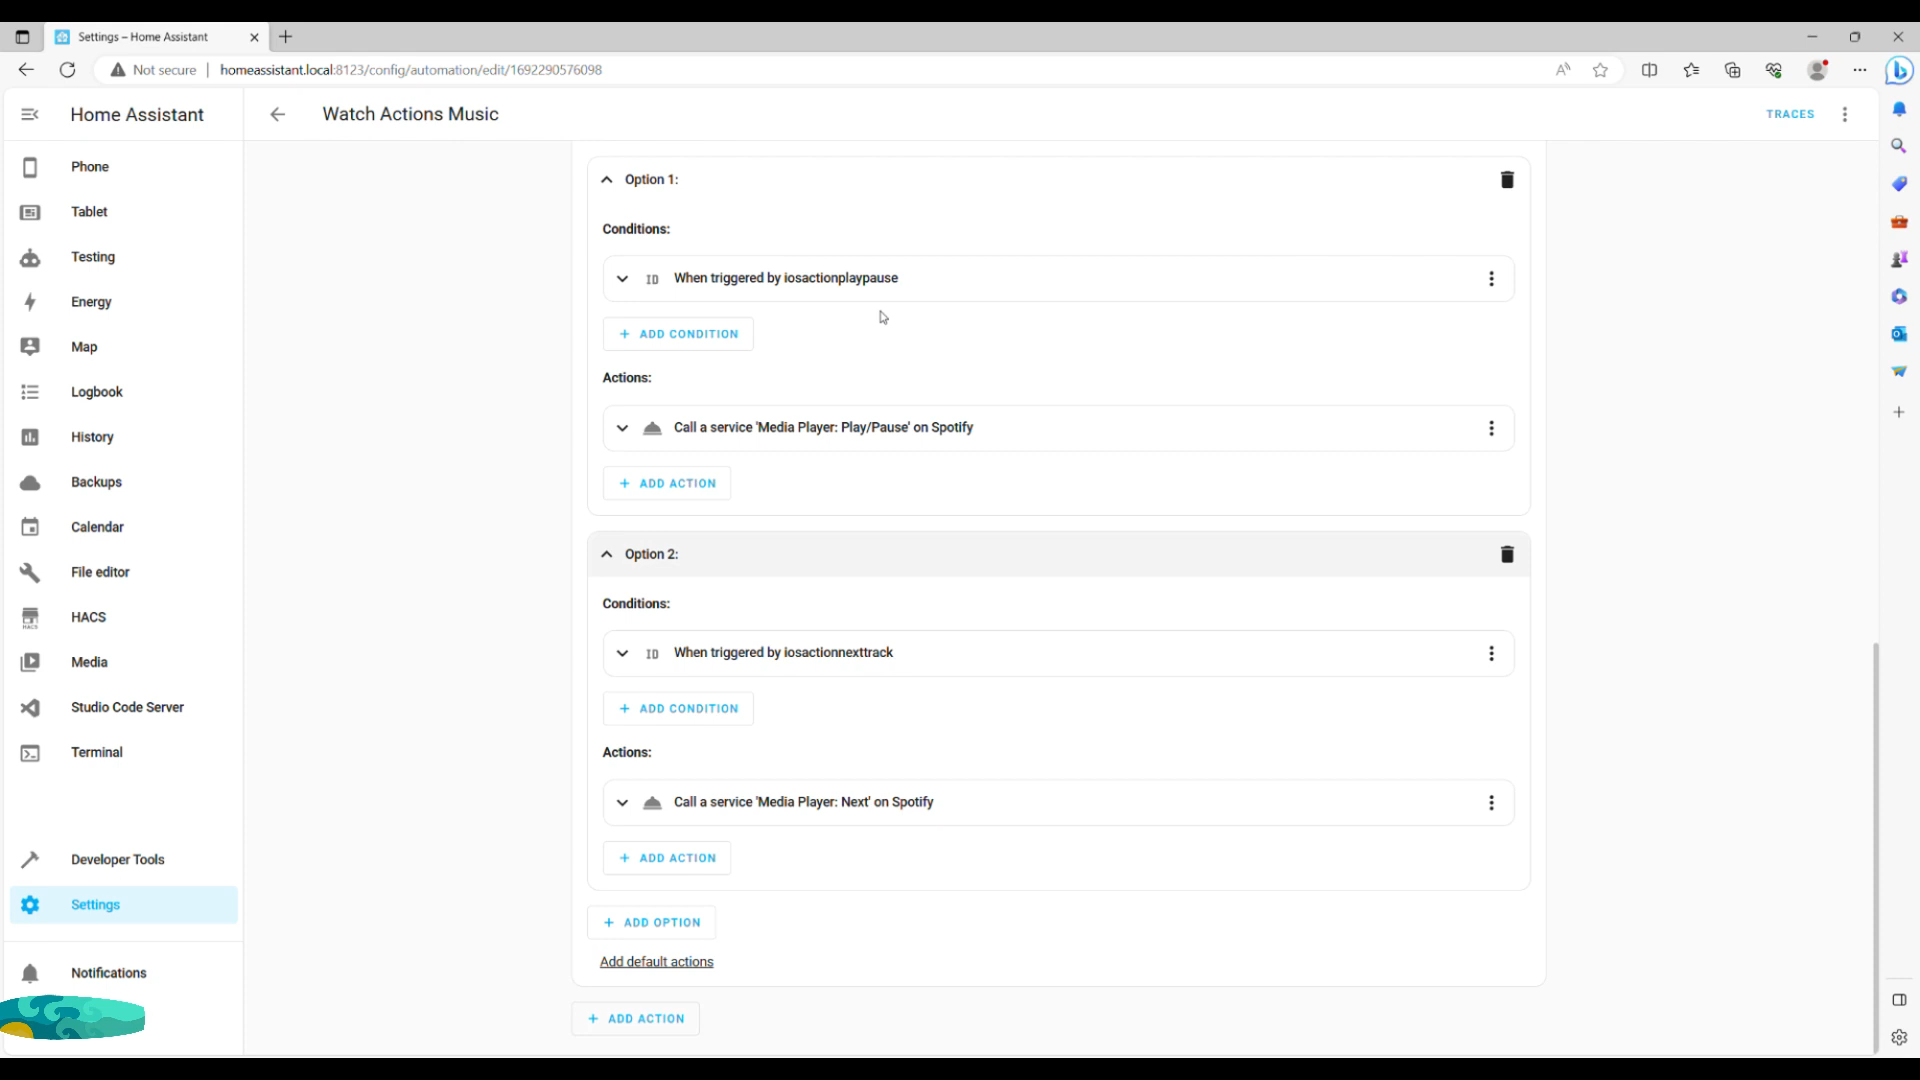 Settings – Home Assistant
Not secure
homeassistant.local:8123/config/automation/edit/1692290576098
Home Assistant
Watch Actions Music
TRACES
Phone
Tablet
Testing
Energy
Map
Logbook
History
Backups
Calendar
File editor
HACS
Media
Studio Code Server
Terminal
Developer Tools
Settings
Notifications
Option 1:
Conditions:
ID When triggered by iosactionplaypause
+ ADD CONDITION
Actions:
Call a service 'Media Player: Play/Pause' on Spotify
+ ADD ACTION
Option 2:
Conditions:
ID When triggered by iosactionnexttrack
+ ADD CONDITION
Actions:
Call a service 'Media Player: Next' on Spotify
+ ADD ACTION
+ ADD OPTION
Add default actions
+ ADD ACTION